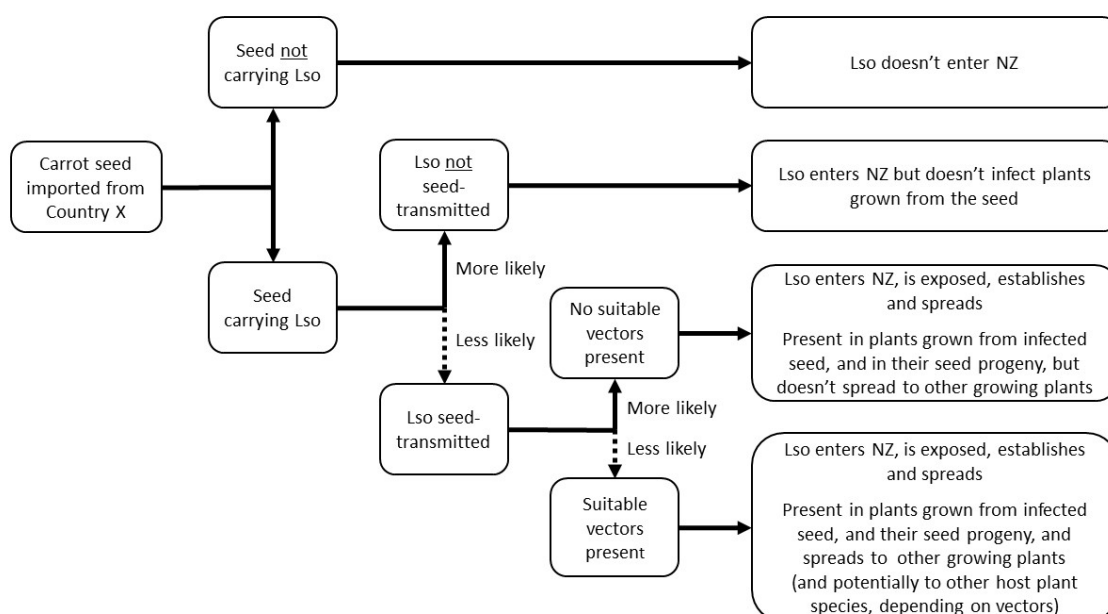 Seed not
carrying Lso
Lso doesn't enter NZ
Carrot seed
imported from
Country X
Lso not
seed-
transmitted
Lso enters NZ but doesn't infect plants
grown from the seed
More likely
Seed
carrying Lso
Less likely
No suitable
vectors
present
Lso enters NZ, is exposed, establishes
and spreads
Present in plants grown from infected
seed, and in their seed progeny, but
doesn't spread to other growing plants
Lso seed-
transmitted
More likely
Less likely
Suitable
vectors
present
Lso enters NZ, is exposed, establishes
and spreads
Present in plants grown from infected
seed, and their seed progeny, and
spreads to other growing plants
(and potentially to other host plant
species, depending on vectors)